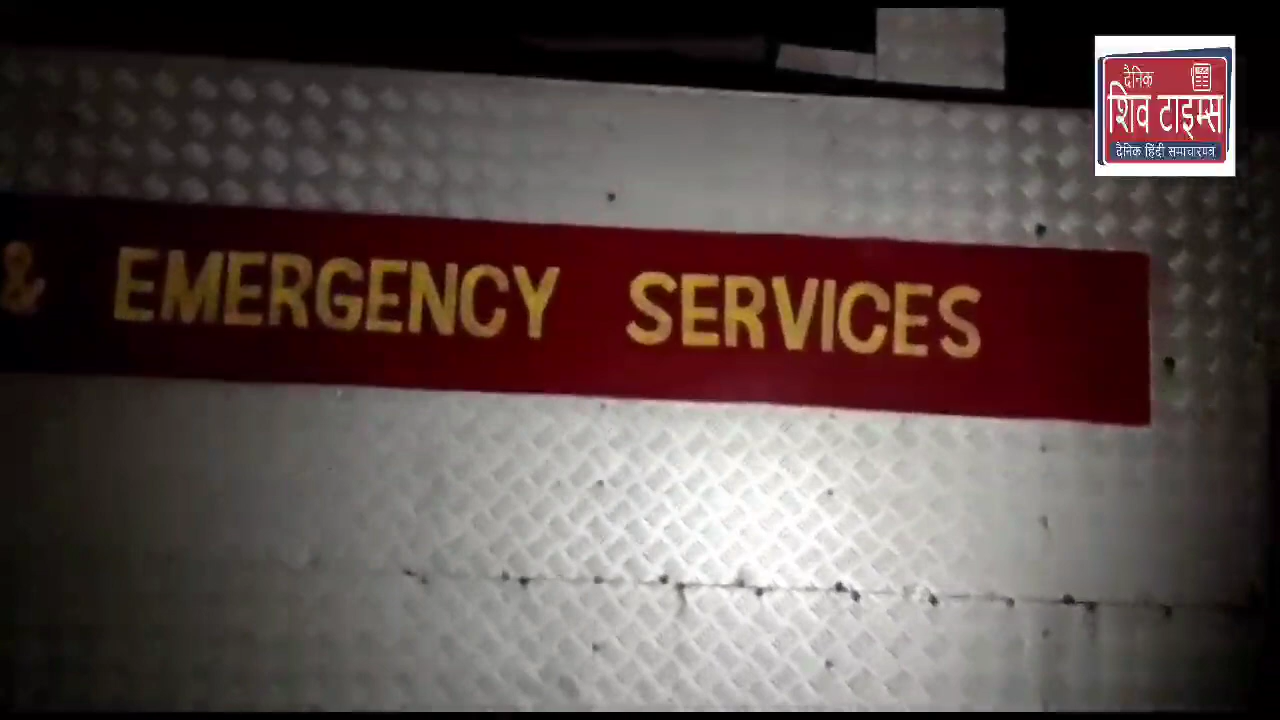 दैनिक
शिव टाइम्स
दैनिक हिंदी समाचारपत्र
& EMERGENCY SERVICES